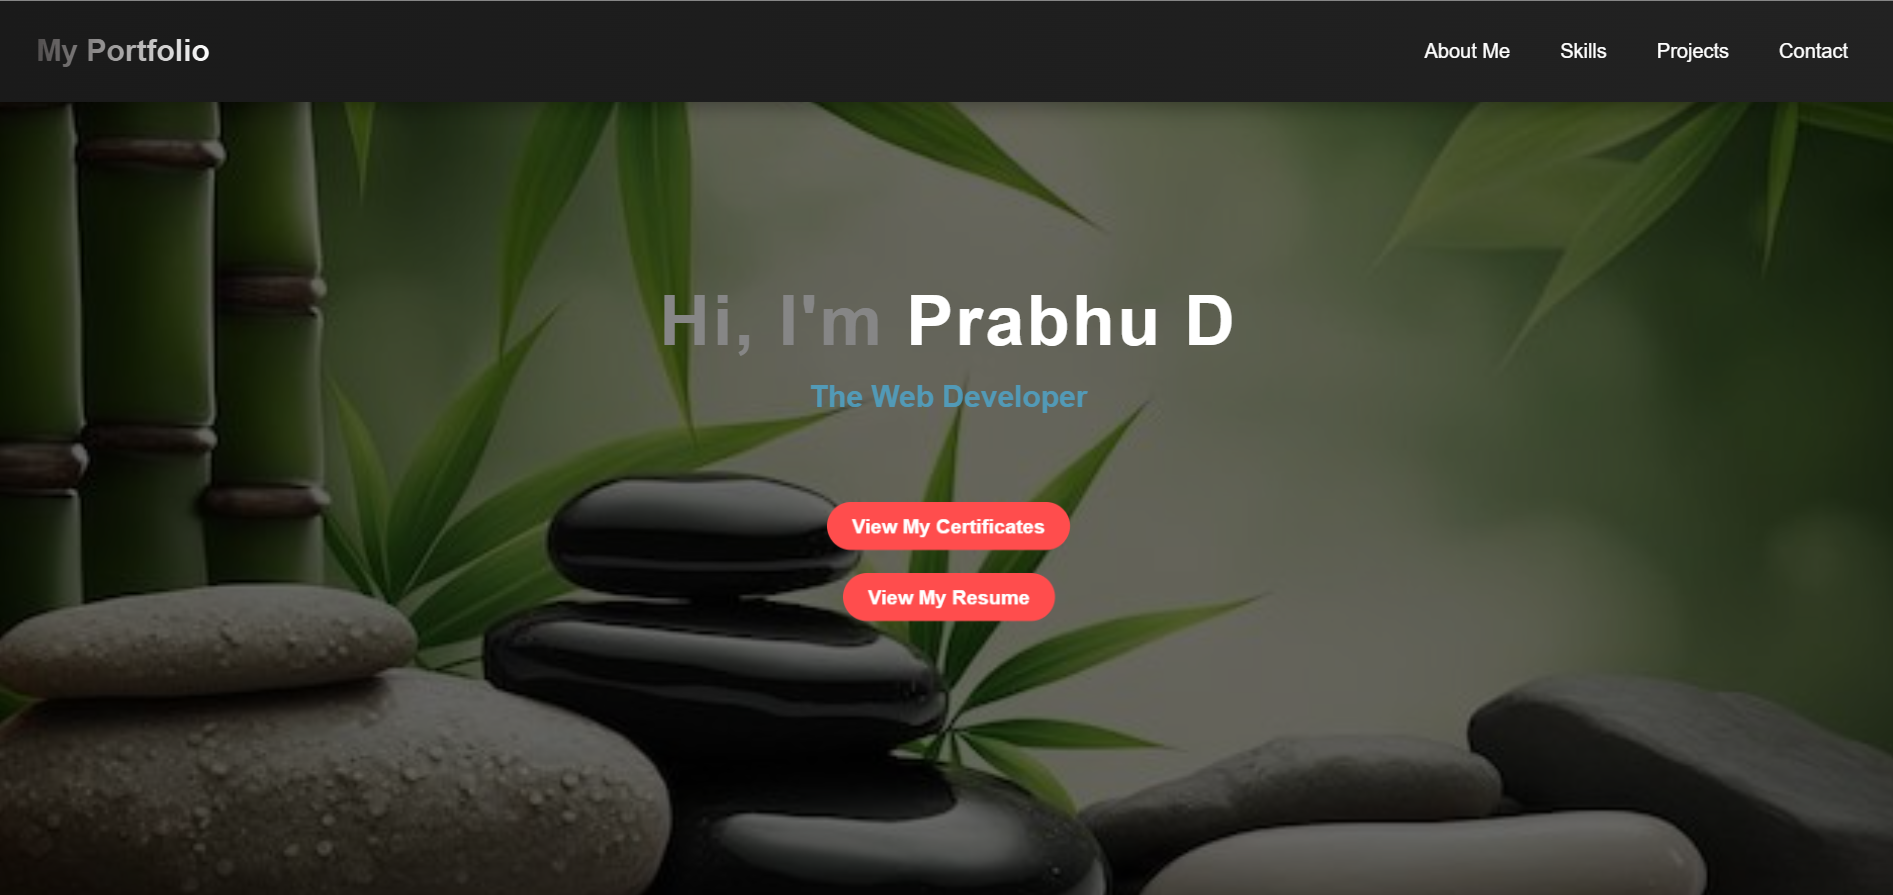 My Portfolio
About Me
Skills
Projects
Contact
Hi, I'm Prabhu D
The Web Developer
View My Certificates
View My Resume